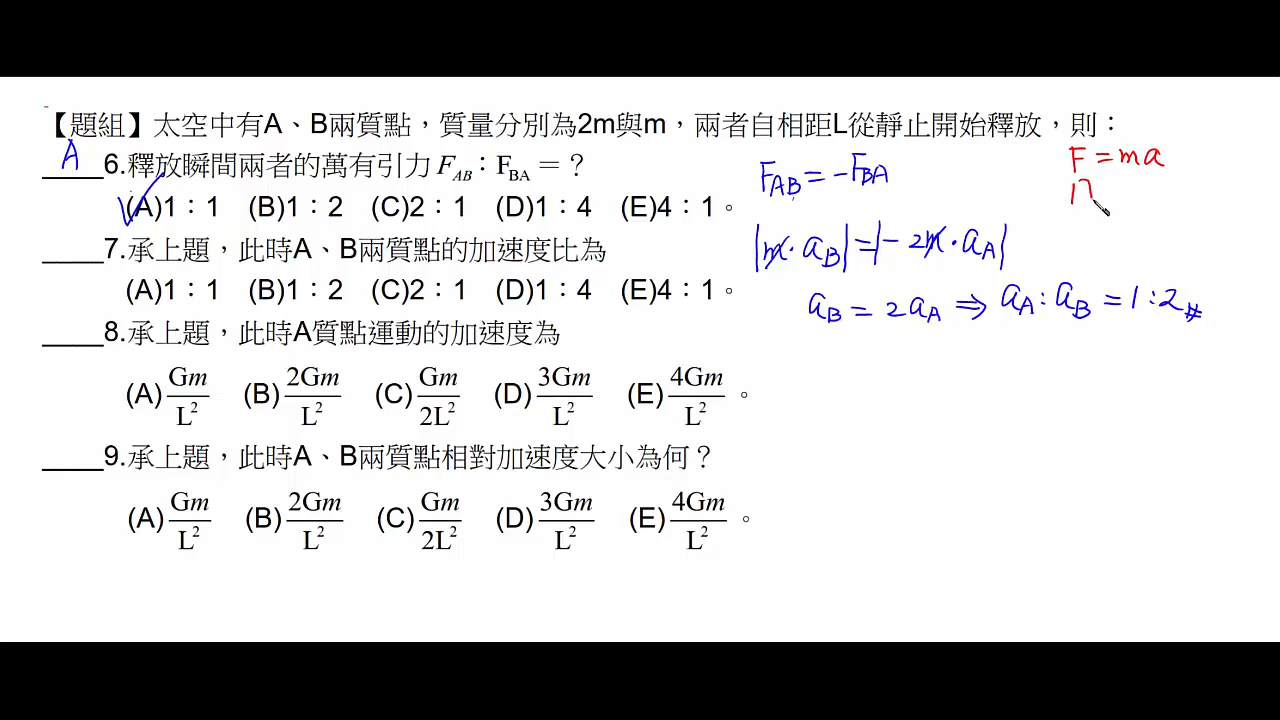 【題組】太空中有A、B兩質點，質量分別為2m與m，兩者自相距L從靜止開始釋放，則：
A 6.釋放瞬間兩者的萬有引力 F_AB：F_BA＝？
✓(A)1：1 (B)1：2 (C)2：1 (D)1：4 (E)4：1。
____7.承上題，此時A、B兩質點的加速度比為
(A)1：1 (B)1：2 (C)2：1 (D)1：4 (E)4：1。
____8.承上題，此時A質點運動的加速度為
(A)Gm/L² (B)2Gm/L² (C)Gm/2L² (D)3Gm/L² (E)4Gm/L²。
____9.承上題，此時A、B兩質點相對加速度大小為何？
(A)Gm/L² (B)2Gm/L² (C)Gm/2L² (D)3Gm/L² (E)4Gm/L²。
F_AB = -F_BA
|m·a_B| = |-2m·a_A|
a_B = 2a_A ⇒ a_A : a_B = 1 : 2 #
F = ma